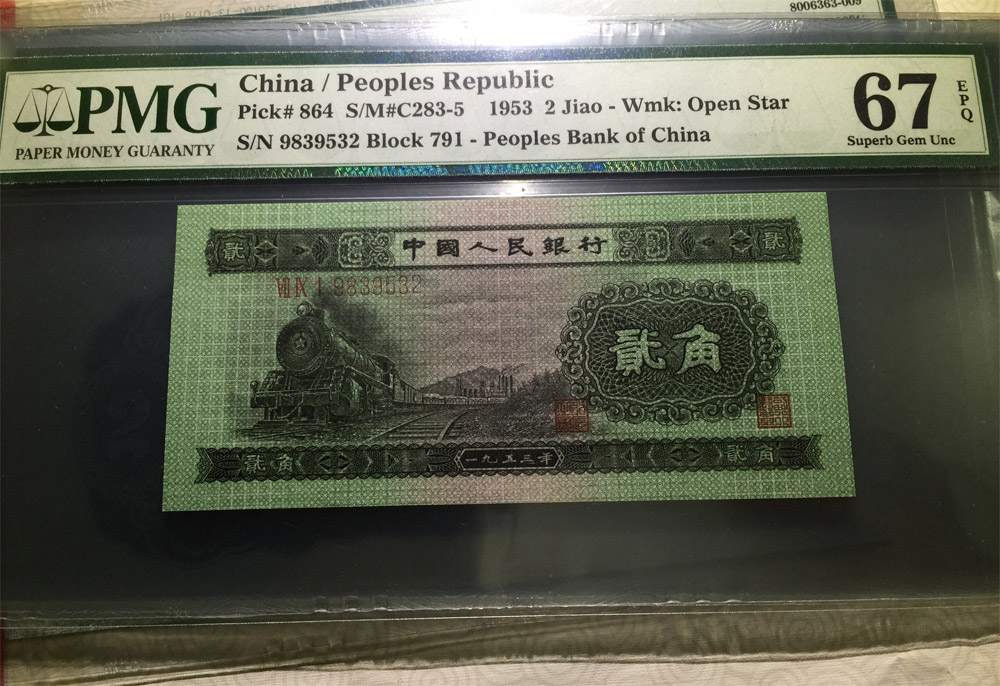 8006363-009
PMG
PAPER MONEY GUARANTY
China / Peoples Republic
Pick# 864 S/M#C283-5 1953 2 Jiao - Wmk: Open Star
S/N 9839532 Block 791 - Peoples Bank of China
67
EPQ
Superb Gem Unc
貳 中國人民銀行 貳
VII IX I 9839532
貳角
貳角 一九五三年 貳角